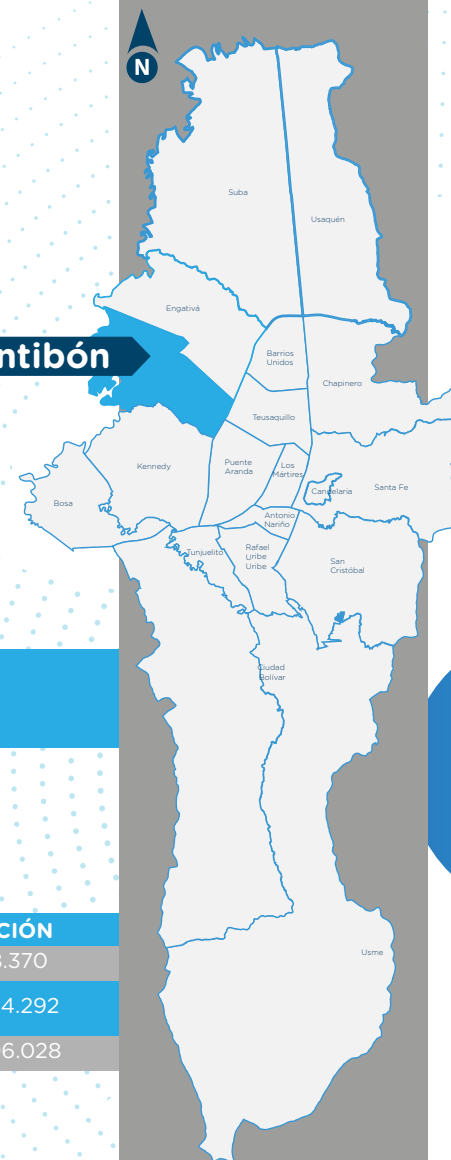 N
Suba
Usaquén
Engativá
ntibón
Barrios
Unidos
Chapinero
Teusaquillo
Puente
Aranda
Los
Mártires
Kennedy
Candelaria
Santa Fe
Bosa
Antonio
Nariño
Tunjuelito
Rafael
Uribe
Uribe
San
Cristóbal
Ciudad
Bolívar
CIÓN
.370
4.292
6.028
Usme